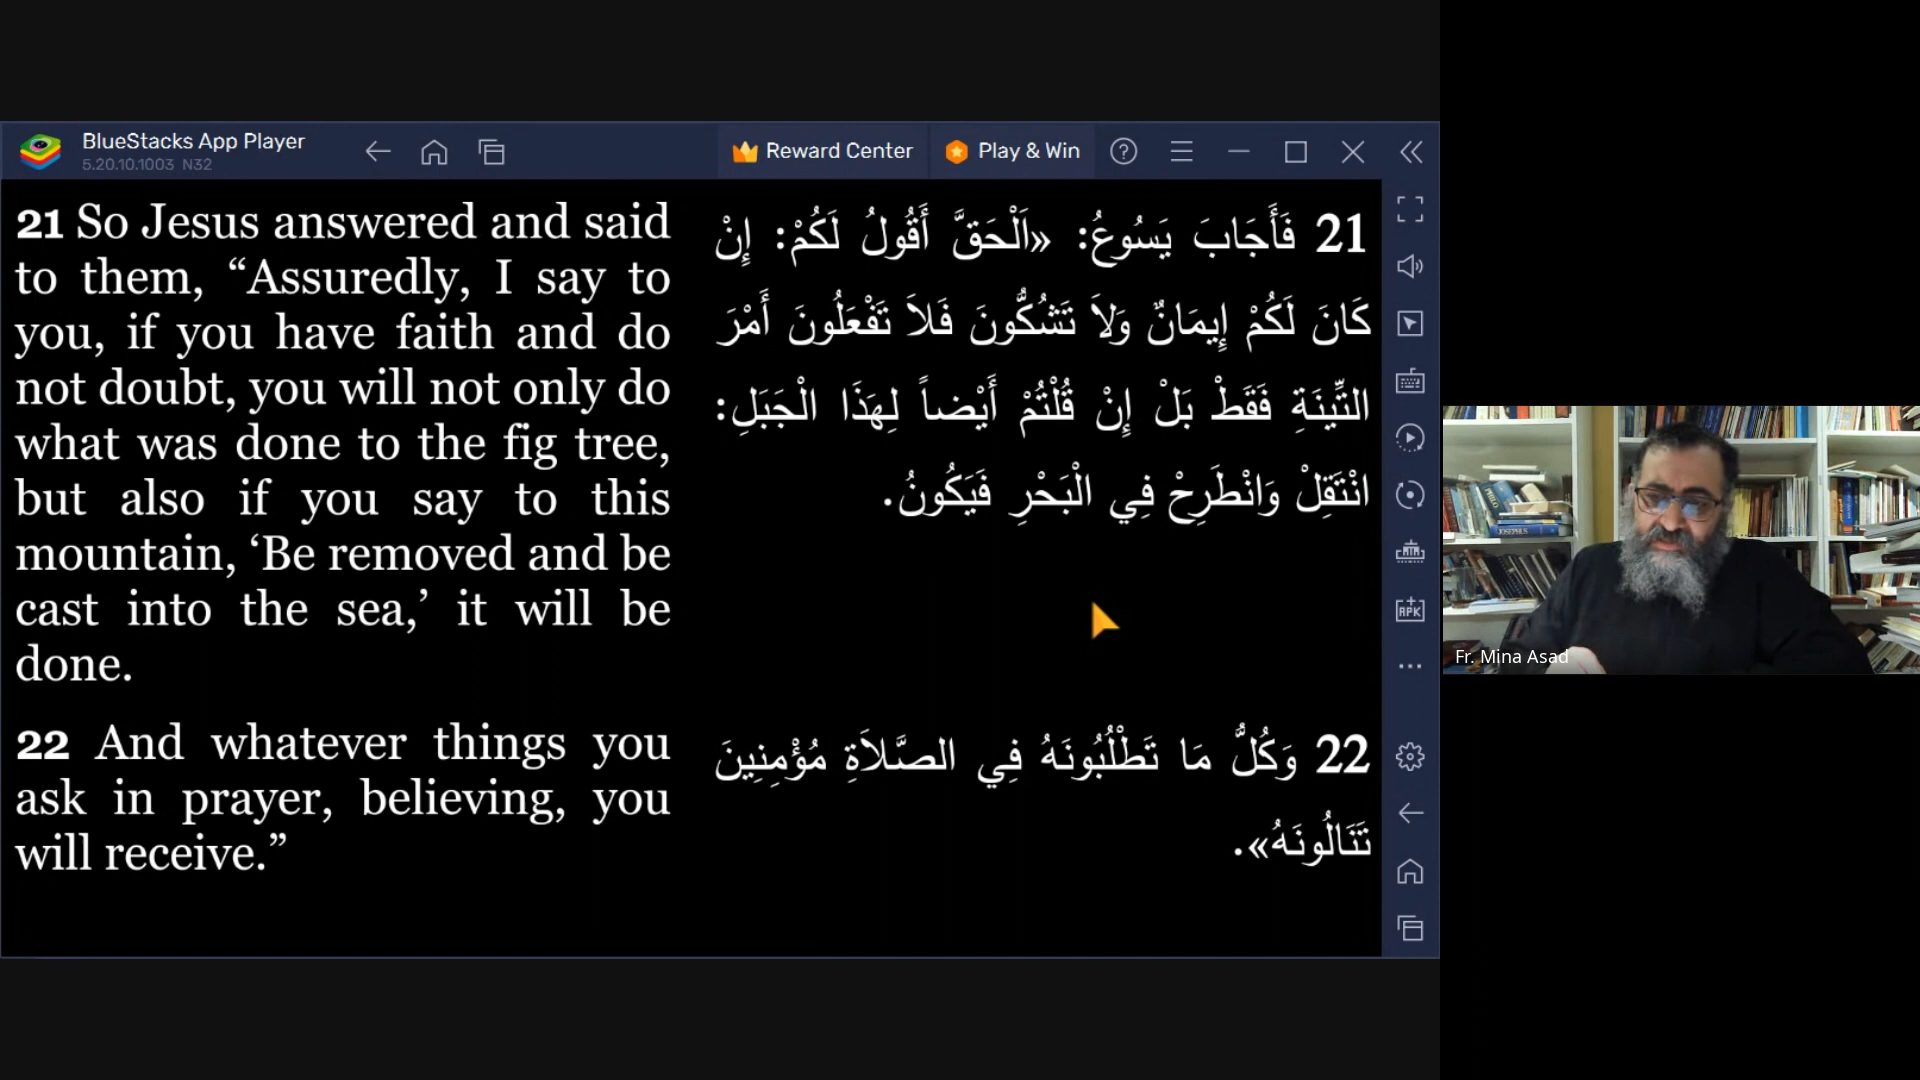 BlueStacks App Player
5.20.10.1003 N32
Reward Center
Play & Win
21 So Jesus answered and said
to them, “Assuredly, I say to
you, if you have faith and do
not doubt, you will not only do
what was done to the fig tree,
but also if you say to this
mountain, ‘Be removed and be
cast into the sea,’ it will be
done.
22 And whatever things you
ask in prayer, believing, you
will receive.”
21 فَأَجَابَ يَسُوعُ: «اَلْحَقَّ أَقُولُ لَكُمْ: إِنْ
كَانَ لَكُمْ إِيمَانٌ وَلاَ تَشُكُّونَ فَلاَ تَفْعَلُونَ أَمْرَ
التِّينَةِ فَقَطْ بَلْ إِنْ قُلْتُمْ أَيْضاً لِهَذَا الْجَبَلِ:
انْتَقِلْ وَانْطَرِحْ فِي الْبَحْرِ فَيَكُونُ.
22 وَكُلُّ مَا تَطْلُبُونَهُ فِي الصَّلاَةِ مُؤْمِنِينَ
تَنَالُونَهُ».
APK
JOSEPHUS
Fr. Mina Asad